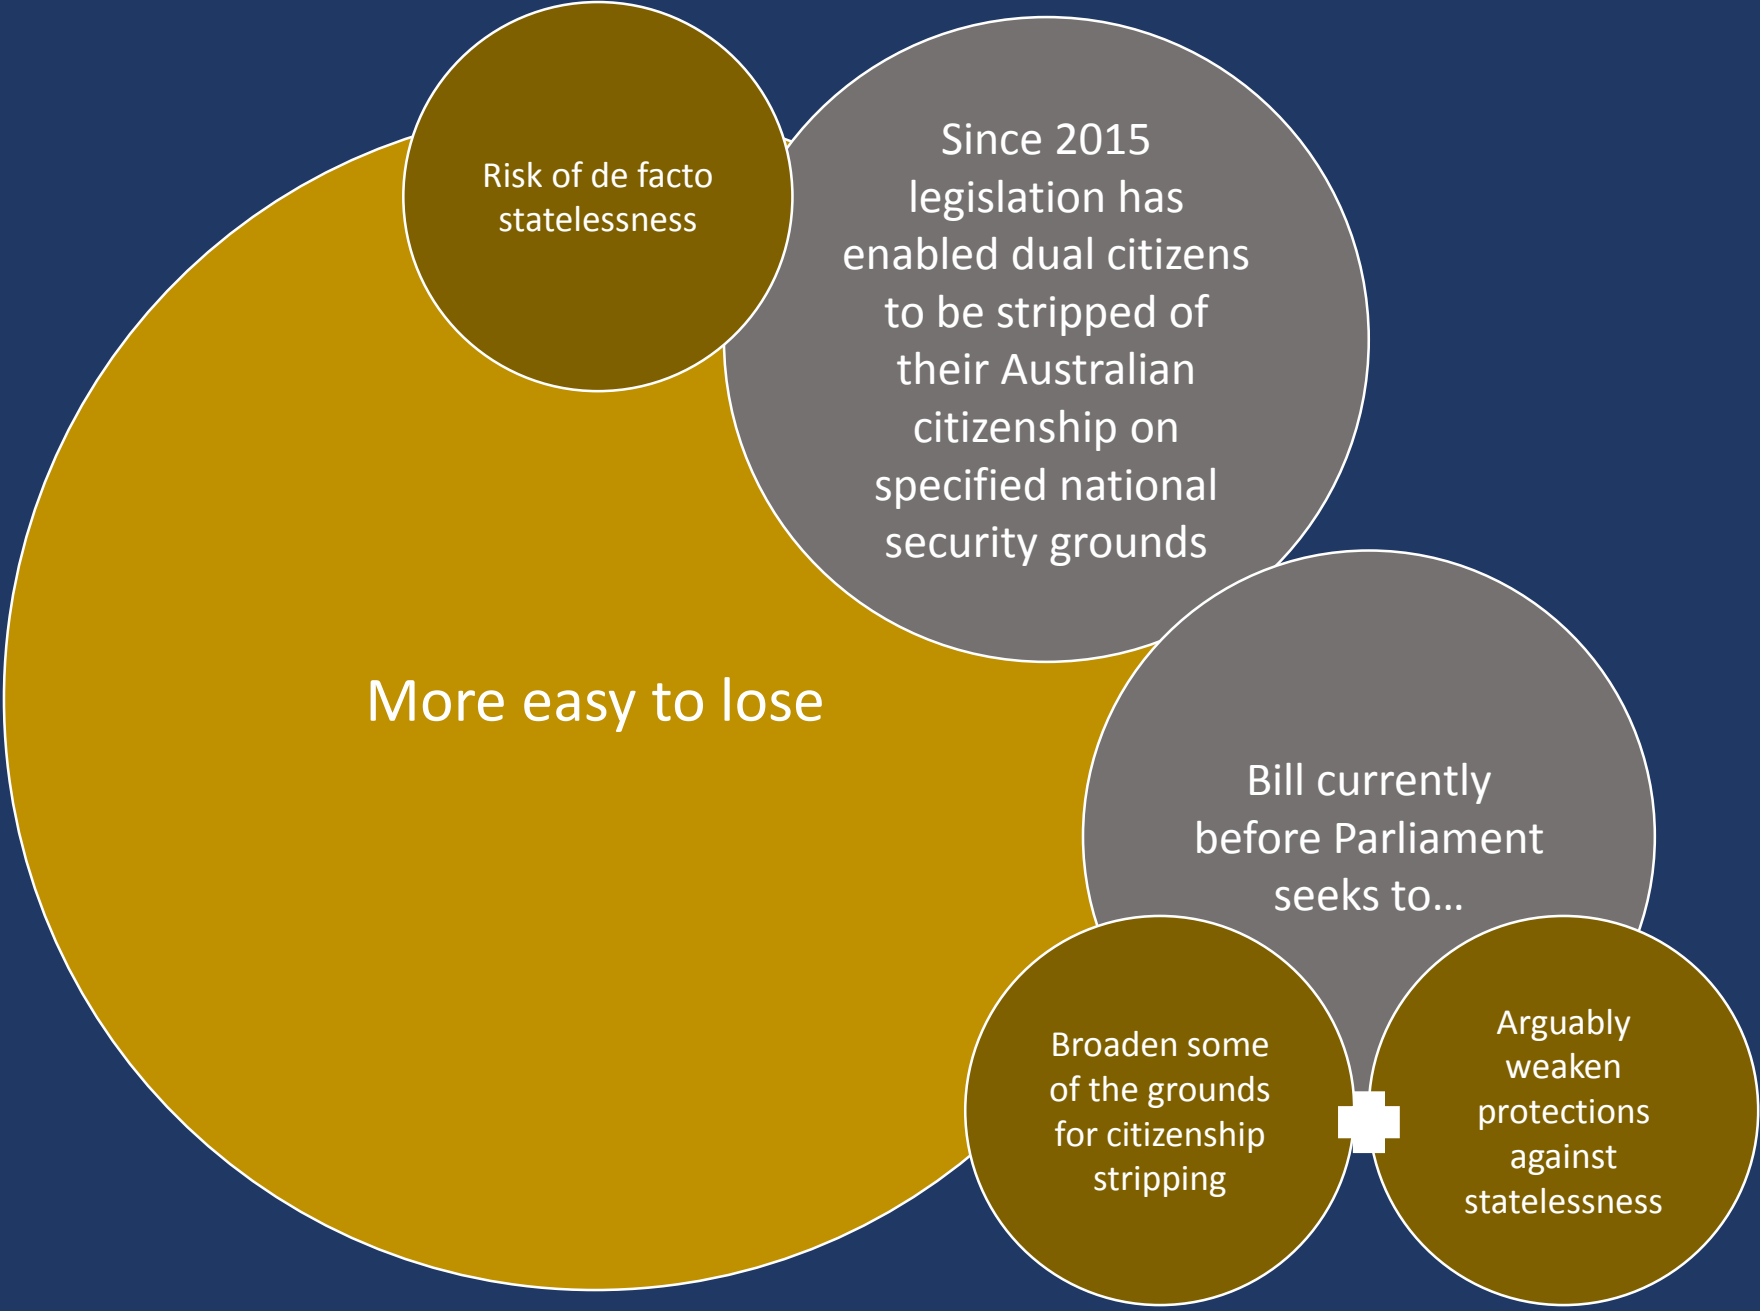 Risk of de facto
statelessness
Since 2015
legislation has
enabled dual citizens
to be stripped of
their Australian
citizenship on
specified national
security grounds
More easy to lose
Bill currently
before Parliament
seeks to…
Broaden some
of the grounds
for citizenship
stripping
Arguably
weaken
protections
against
statelessness